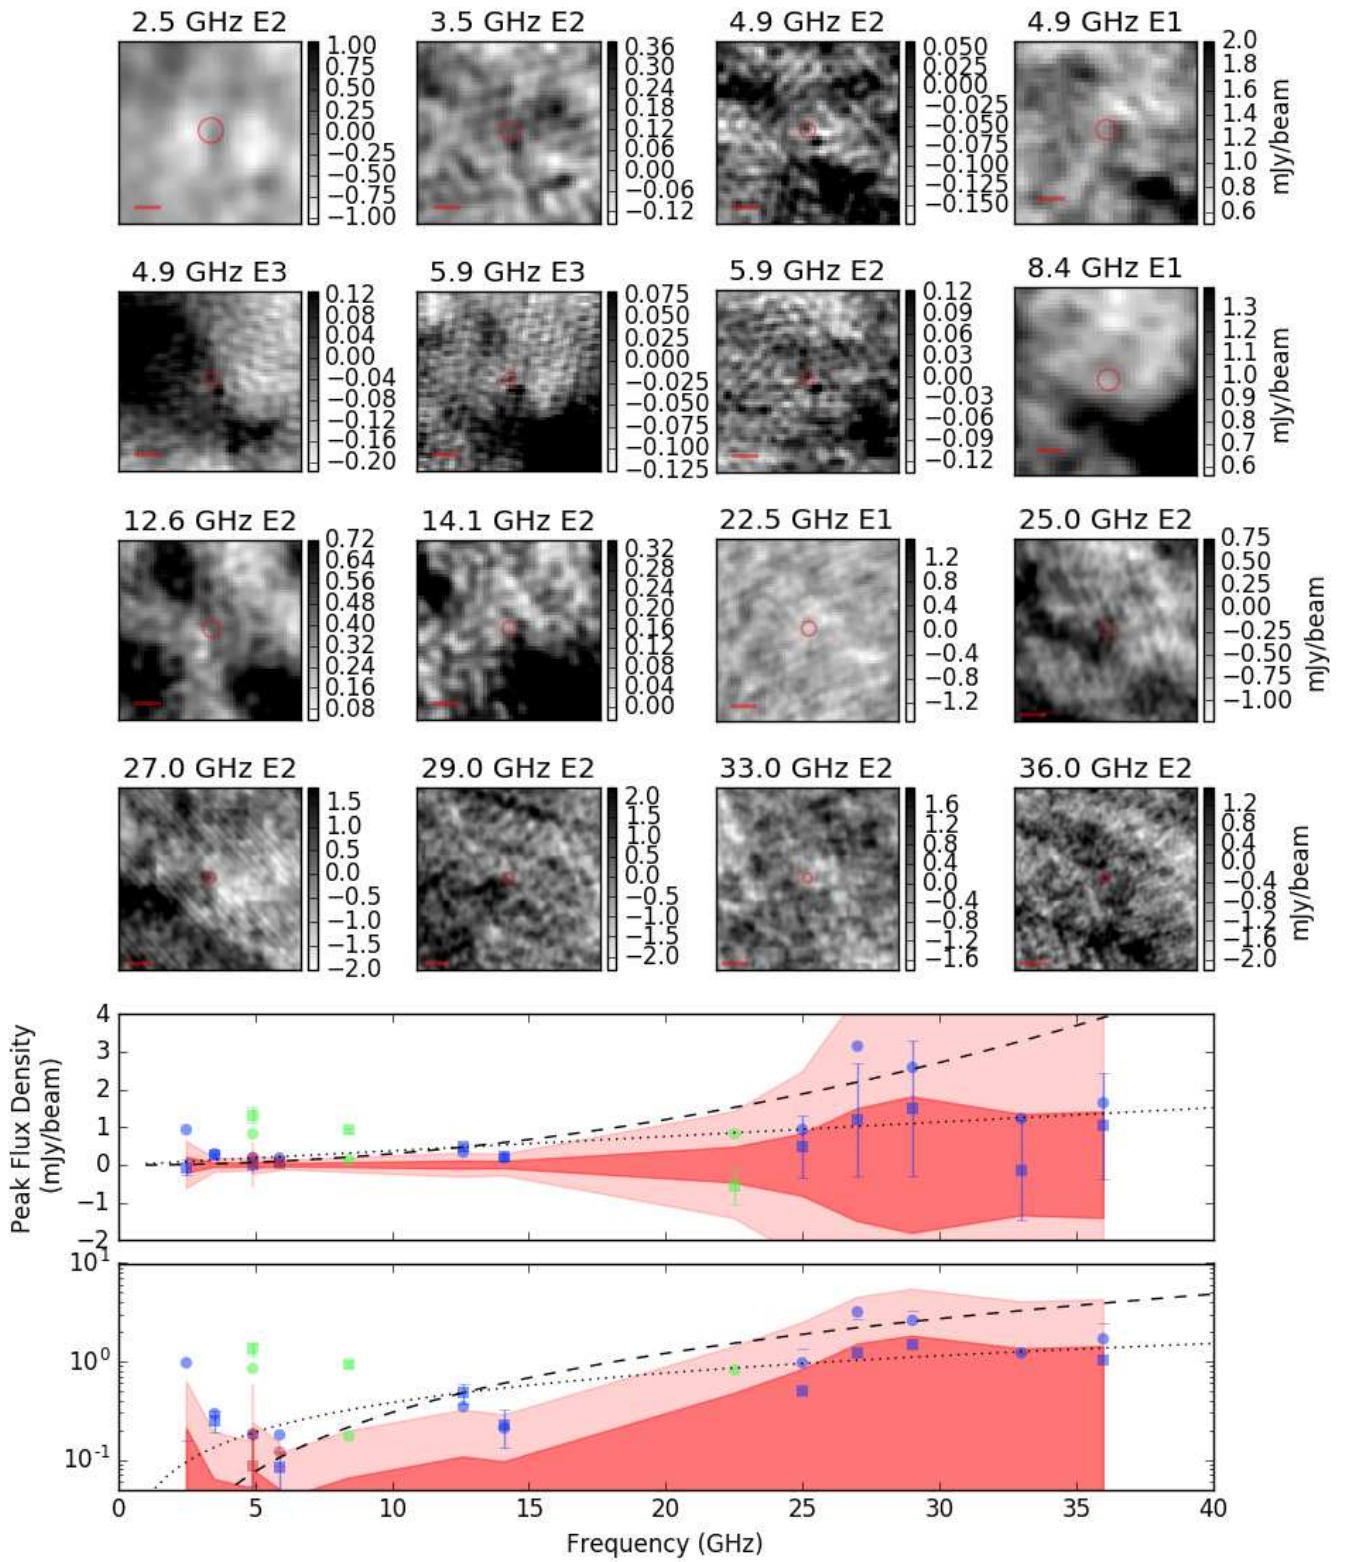 2.5 GHz E2 3.5 GHz E2 4.9 GHz E2 4.9 GHz E1
1.00 0.75 0.50 0.25 0.00 −0.25 −0.50 −0.75 −1.00
0.36 0.30 0.24 0.18 0.12 0.06 0.00 −0.06 −0.12
0.050 0.025 0.000 −0.025 −0.050 −0.075 −0.100 −0.125 −0.150
2.0 1.8 1.6 1.4 1.2 1.0 0.8 0.6
mJy/beam
4.9 GHz E3 5.9 GHz E3 5.9 GHz E2 8.4 GHz E1
0.12 0.08 0.04 0.00 −0.04 −0.08 −0.12 −0.16 −0.20
0.075 0.050 0.025 0.000 −0.025 −0.050 −0.075 −0.100 −0.125
0.12 0.09 0.06 0.03 0.00 −0.03 −0.06 −0.09 −0.12
1.3 1.2 1.1 1.0 0.9 0.8 0.7 0.6
mJy/beam
12.6 GHz E2 14.1 GHz E2 22.5 GHz E1 25.0 GHz E2
0.72 0.64 0.56 0.48 0.40 0.32 0.24 0.16 0.08
0.32 0.28 0.24 0.20 0.16 0.12 0.08 0.04 0.00
1.2 0.8 0.4 0.0 −0.4 −0.8 −1.2
0.75 0.50 0.25 0.00 −0.25 −0.50 −0.75 −1.00
mJy/beam
27.0 GHz E2 29.0 GHz E2 33.0 GHz E2 36.0 GHz E2
1.5 1.0 0.5 0.0 −0.5 −1.0 −1.5 −2.0
2.0 1.5 1.0 0.5 0.0 −0.5 −1.0 −1.5 −2.0
1.6 1.2 0.8 0.4 0.0 −0.4 −0.8 −1.2 −1.6
1.2 0.8 0.4 0.0 −0.4 −0.8 −1.2 −1.6 −2.0
mJy/beam
Peak Flux Density
(mJy/beam)
4
3
2
1
0
−1
−2
10¹
10⁰
10⁻¹
0 5 10 15 20 25 30 35 40
Frequency (GHz)